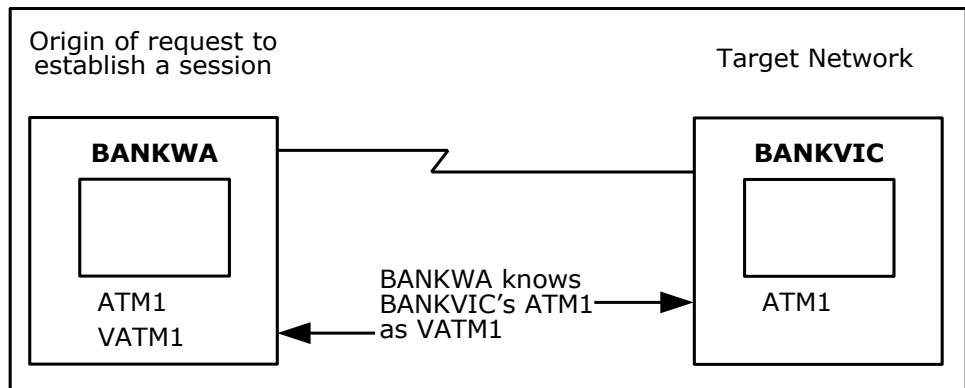 Origin of request to
establish a session
Target Network
BANKWA
BANKVIC
ATM1
VATM1
BANKWA knows
BANKVIC’s ATM1
as VATM1
ATM1